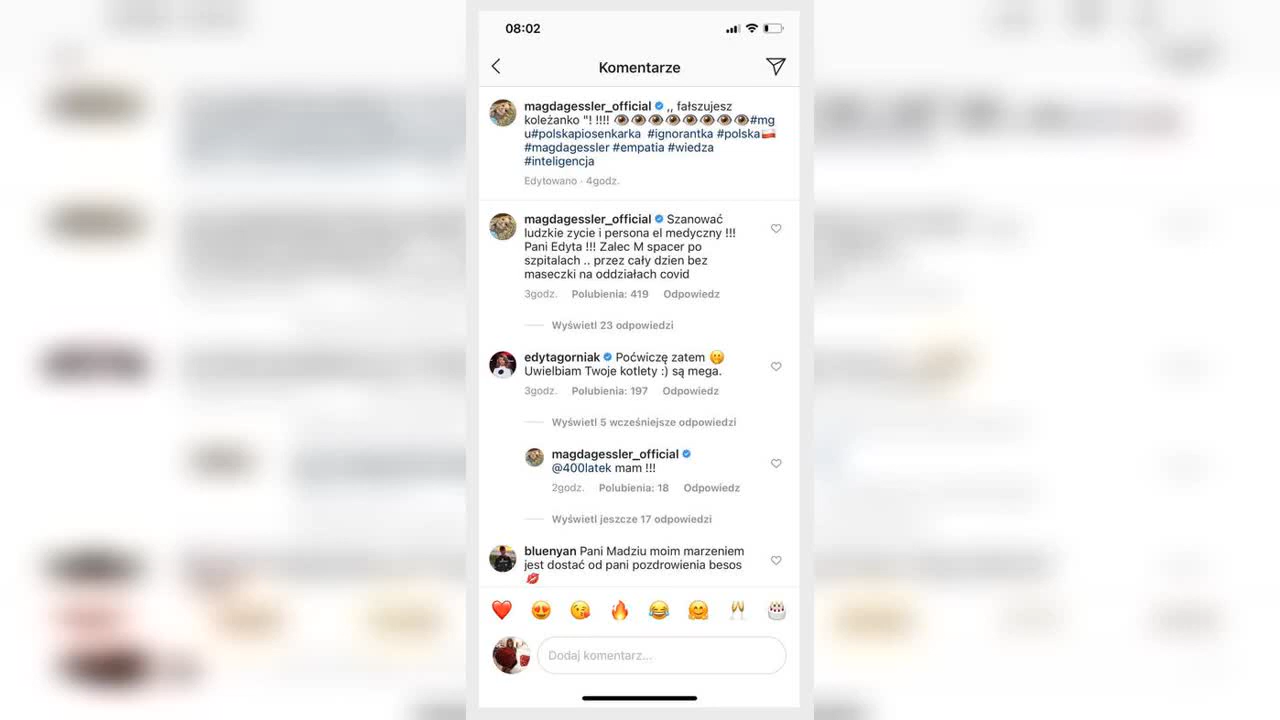 08:02
Komentarze
magdagessler_official ,, fałszujesz
koleżanko "! !!!! 👁👁👁👁👁👁👁👁#mg
u#polskapiosenkarka #ignorantka #polska🇵🇱
#magdagessler #empatia #wiedza
#inteligencja
Edytowano · 4godz.
magdagessler_official Szanować
ludzkie zycie i persona el medyczny !!!
Pani Edyta !!! Zalec M spacer po
szpitalach .. przez cały dzien bez
maseczki na oddziałach covid
3godz. Polubienia: 419 Odpowiedz
Wyświetl 23 odpowiedzi
edytagorniak Poćwiczę zatem 🤭
Uwielbiam Twoje kotlety :) są mega.
3godz. Polubienia: 197 Odpowiedz
Wyświetl 5 wcześniejsze odpowiedzi
magdagessler_official
@400latek mam !!!
2godz. Polubienia: 18 Odpowiedz
Wyświetl jeszcze 17 odpowiedzi
bluenyan Pani Madziu moim marzeniem
jest dostać od pani pozdrowienia besos
💋
❤️ 😍 😘 🔥 😂 🤗 🥂 🎂
Dodaj komentarz...